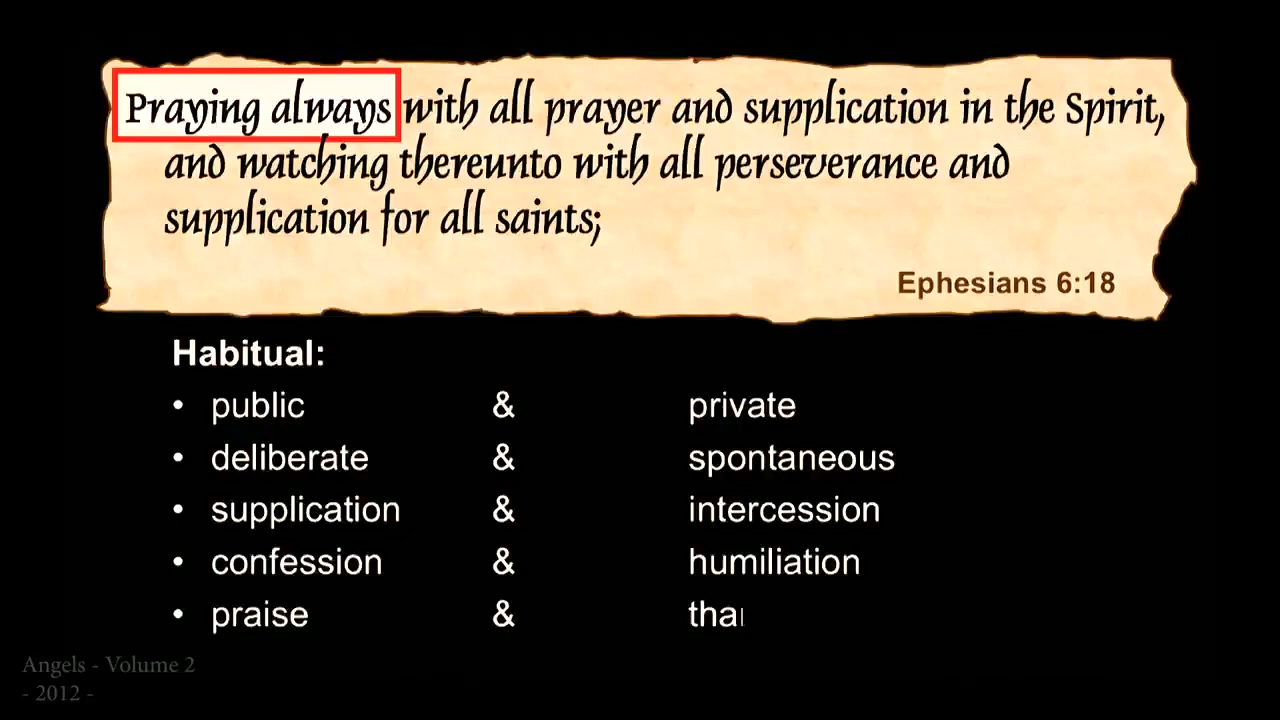 Praying always with all prayer and supplication in the Spirit,
and watching thereunto with all perseverance and
supplication for all saints;
Ephesians 6:18
Habitual:
• public & private
• deliberate & spontaneous
• supplication & intercession
• confession & humiliation
• praise &
Angels - Volume 2
- 2012 -